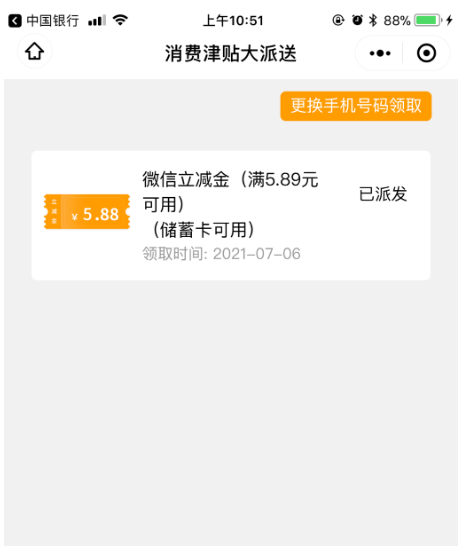 中国银行 上午10:51 88%
消费津贴大派送
更换手机号码领取
立减金 ¥ 5.88
微信立减金（满5.89元
可用）
（储蓄卡可用）
已派发
领取时间: 2021-07-06